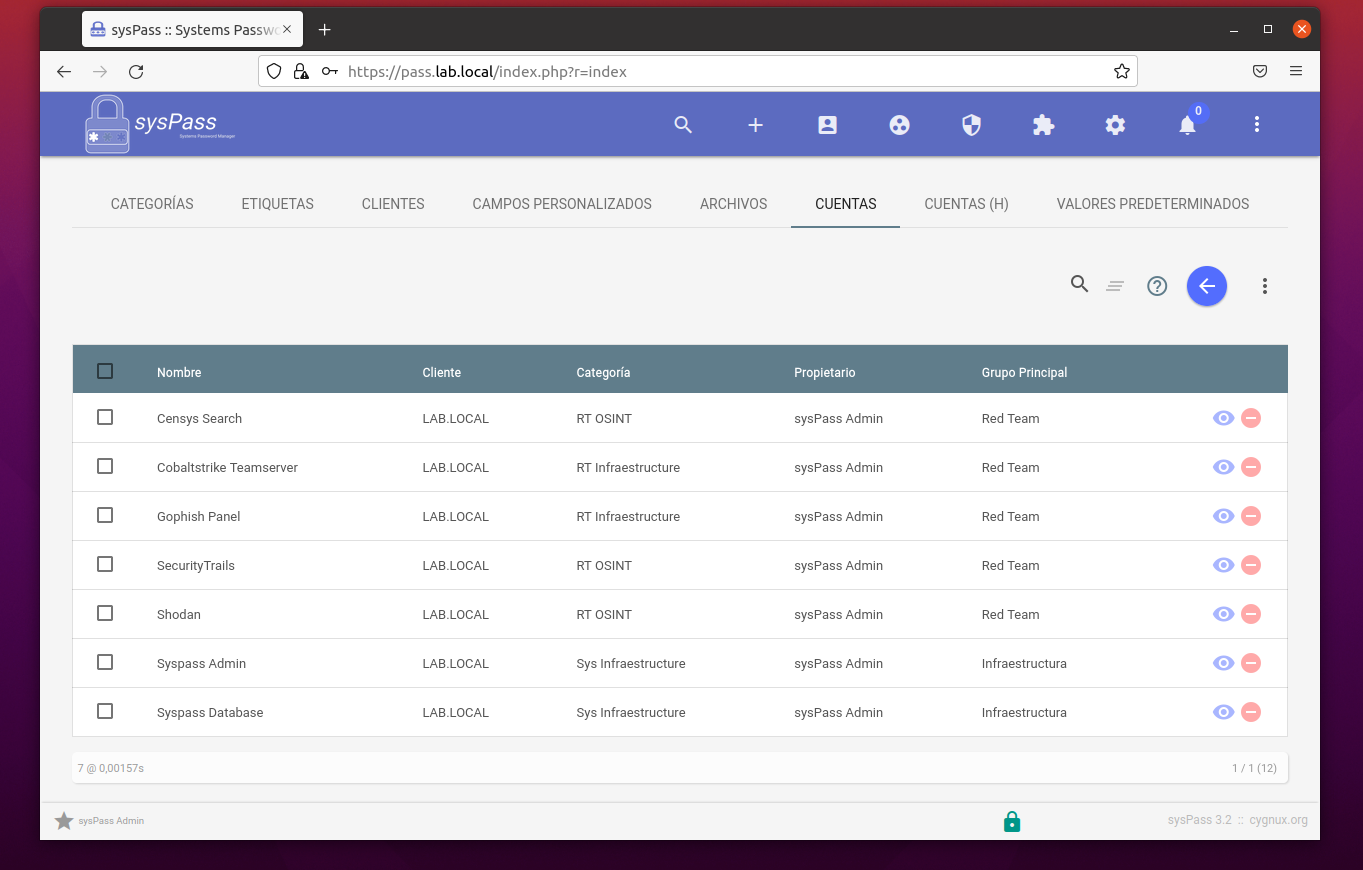 sysPass :: Systems Passwo
https://pass.lab.local/index.php?r=index
sysPass
Systems Password Manager
0
CATEGORÍAS ETIQUETAS CLIENTES CAMPOS PERSONALIZADOS ARCHIVOS CUENTAS CUENTAS (H) VALORES PREDETERMINADOS
Nombre Cliente Categoría Propietario Grupo Principal
Censys Search LAB.LOCAL RT OSINT sysPass Admin Red Team
Cobaltstrike Teamserver LAB.LOCAL RT Infraestructure sysPass Admin Red Team
Gophish Panel LAB.LOCAL RT Infraestructure sysPass Admin Red Team
SecurityTrails LAB.LOCAL RT OSINT sysPass Admin Red Team
Shodan LAB.LOCAL RT OSINT sysPass Admin Red Team
Syspass Admin LAB.LOCAL Sys Infraestructure sysPass Admin Infraestructura
Syspass Database LAB.LOCAL Sys Infraestructure sysPass Admin Infraestructura
7 @ 0,00157s 1 / 1 (12)
sysPass Admin sysPass 3.2 :: cygnux.org